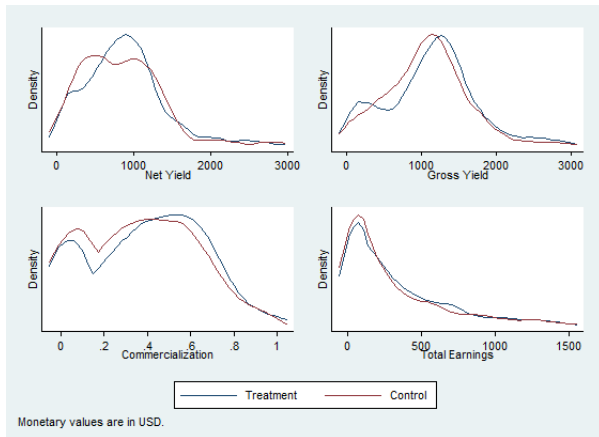 Density
0 1000 2000 3000
Net Yield
Density
0 1000 2000 3000
Gross Yield
Density
0 .2 .4 .6 .8 1
Commercialization
Density
0 500 1000 1500
Total Earnings
Treatment Control
Monetary values are in USD.